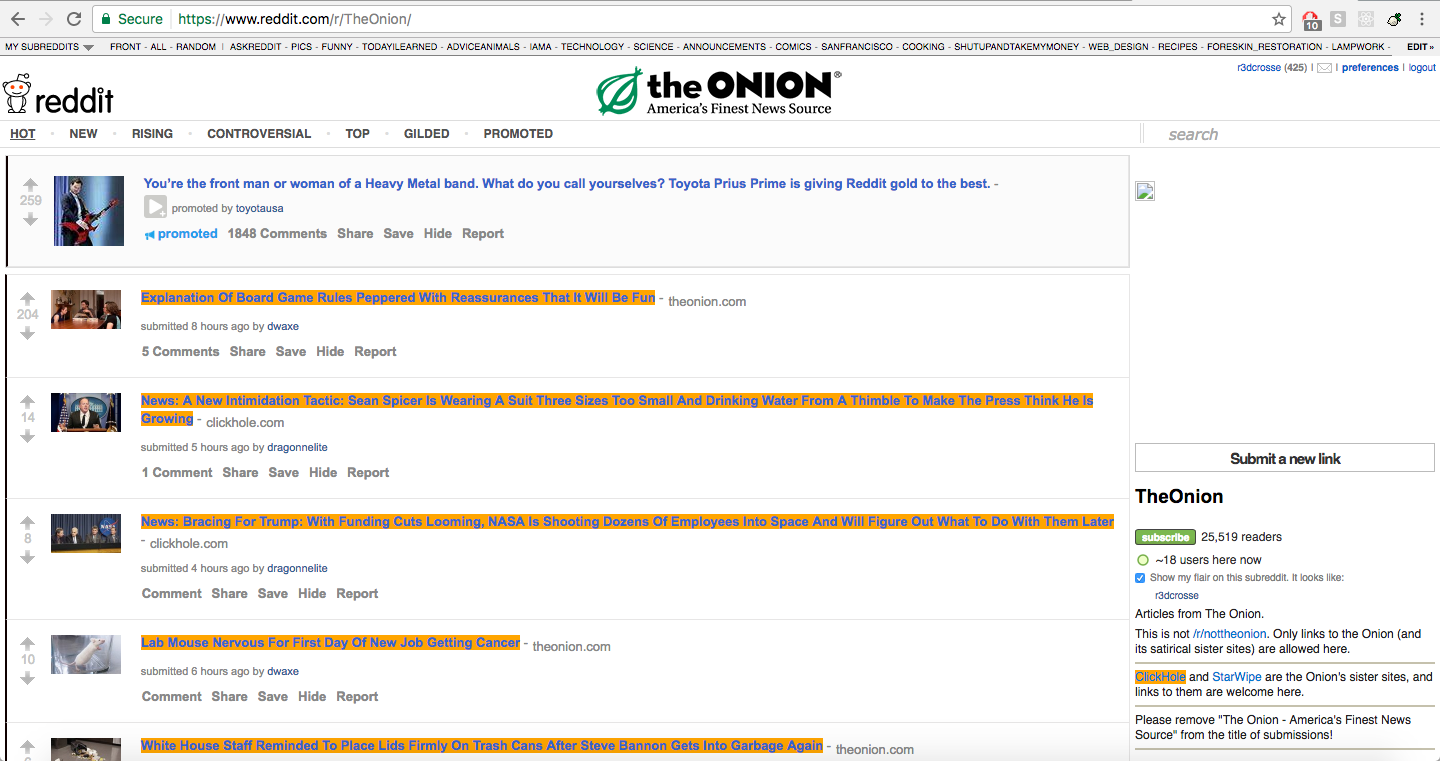 Secure https://www.reddit.com/r/TheOnion/
10 S
MY SUBREDDITS FRONT - ALL - RANDOM | ASKREDDIT - PICS - FUNNY - TODAYILEARNED - ADVICEANIMALS - IAMA - TECHNOLOGY - SCIENCE - ANNOUNCEMENTS - COMICS - SANFRANCISCO - COOKING - SHUTUPANDTAKEMYMONEY - WEB_DESIGN - RECIPES - FORESKIN_RESTORATION - LAMPWORK - EDIT »
r3dcrosse (425) | | preferences | logout
reddit
the ONION®
America's Finest News Source
HOT • NEW • RISING • CONTROVERSIAL • TOP • GILDED • PROMOTED
search
259
You're the front man or woman of a Heavy Metal band. What do you call yourselves? Toyota Prius Prime is giving Reddit gold to the best. -
promoted by toyotausa
promoted 1848 Comments Share Save Hide Report
204
Explanation Of Board Game Rules Peppered With Reassurances That It Will Be Fun - theonion.com
submitted 8 hours ago by dwaxe
5 Comments Share Save Hide Report
14
News: A New Intimidation Tactic: Sean Spicer Is Wearing A Suit Three Sizes Too Small And Drinking Water From A Thimble To Make The Press Think He Is
Growing - clickhole.com
submitted 5 hours ago by dragonnelite
1 Comment Share Save Hide Report
8
NASA
News: Bracing For Trump: With Funding Cuts Looming, NASA Is Shooting Dozens Of Employees Into Space And Will Figure Out What To Do With Them Later
- clickhole.com
submitted 4 hours ago by dragonnelite
Comment Share Save Hide Report
10
Lab Mouse Nervous For First Day Of New Job Getting Cancer - theonion.com
submitted 6 hours ago by dwaxe
Comment Share Save Hide Report
White House Staff Reminded To Place Lids Firmly On Trash Cans After Steve Bannon Gets Into Garbage Again - theonion.com
Submit a new link
TheOnion
subscribe 25,519 readers
~18 users here now
Show my flair on this subreddit. It looks like:
r3dcrosse
Articles from The Onion.
This is not /r/nottheonion. Only links to the Onion (and
its satirical sister sites) are allowed here.
ClickHole and StarWipe are the Onion's sister sites, and
links to them are welcome here.
Please remove "The Onion - America's Finest News
Source" from the title of submissions!